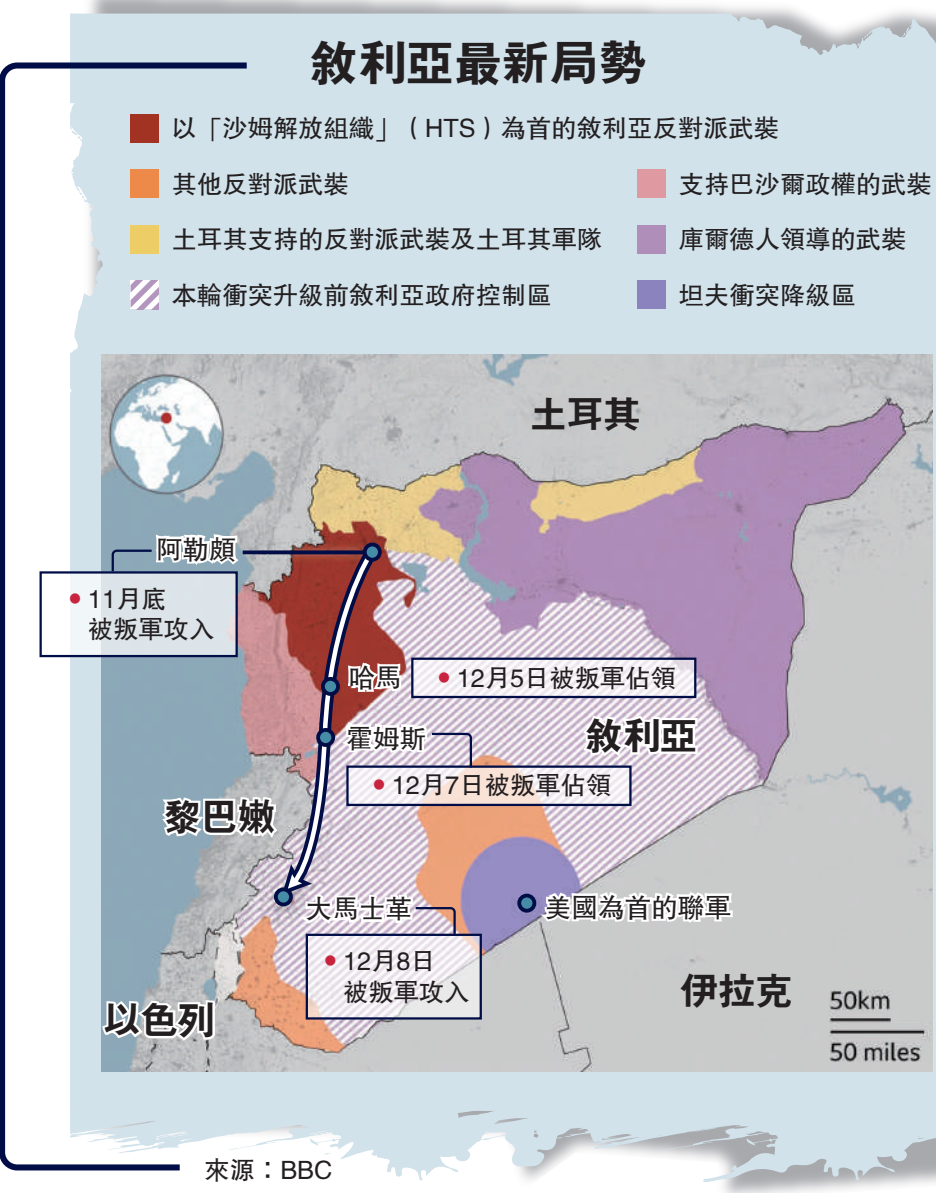 敘利亞最新局勢
以「沙姆解放組織」（HTS）為首的敘利亞反對派武裝
其他反對派武裝
支持巴沙爾政權的武裝
土耳其支持的反對派武裝及土耳其軍隊
庫爾德人領導的武裝
本輪衝突升級前敘利亞政府控制區
坦夫衝突降級區
土耳其
阿勒頗
11月底
被叛軍攻入
哈馬
12月5日被叛軍佔領
敘利亞
霍姆斯
12月7日被叛軍佔領
黎巴嫩
大馬士革
美國為首的聯軍
12月8日
被叛軍攻入
伊拉克
以色列
50km
50 miles
來源：BBC